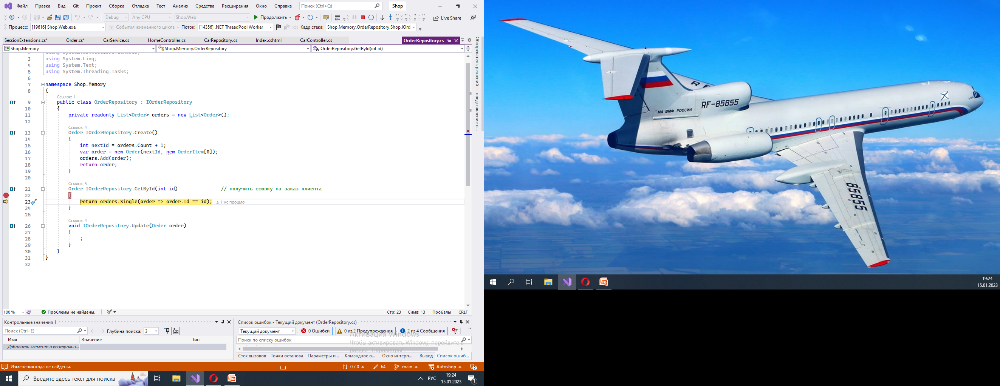 Файл Правка Вид Git Проект Сборка Отладка Тест Анализ Средства Расширения Окно Справка Поиск (Ctrl+Q) Shop
Debug Any CPU Shop.Web Продолжить Live Share
Процесс: [19616] Shop.Web.exe События жизненного цикла Поток: [14356] .NET ThreadPool Worker Кадр стека: Shop.Memory.OrderRepository.Shop.IOrd
SessionExtensions.cs* Order.cs* CarService.cs HomeController.cs CarRepository.cs Index.cshtml CarController.cs OrderRepository.cs
Shop.Memory Shop.Memory.OrderRepository IOrderRepository.GetById(int id)
Обозреватель решений — представление п...
2 using System.Collections.Generic;
3 using System.Linq;
4 using System.Text;
5 using System.Threading.Tasks;
6
7 namespace Shop.Memory
8 {
Ссылок: 1
9 public class OrderRepository : IOrderRepository
10 {
11 private readonly List<Order> orders = new List<Order>();
12
Ссылок: 4
13 Order IOrderRepository.Create()
14 {
15 int nextId = orders.Count + 1;
16 var order = new Order(nextId, new OrderItem[0]);
17 orders.Add(order);
18 return order;
19 }
20
Ссылок: 5
21 Order IOrderRepository.GetById(int id) // получить ссылку на заказ клиента
22 {
23 return orders.Single(order => order.Id == id); ≤ 1 мс прошло
24 }
25
Ссылок: 4
26 void IOrderRepository.Update(Order order)
27 {
28 ;
29 }
30 }
31 }
32
100 % Проблемы не найдены. Стр: 23 Симв: 13 Пробелы CRLF
Контрольные значения 1
Поиск (Ctrl+E) Глубина поиска: 3
Имя Значение Тип
Добавить элемент в контрольн...
Список ошибок - Текущий документ (OrderRepository.cs)
Текущий документ 0 Ошибки 0 из 2 Предупреждения 2 из 4 Сообщения
Поиск по списку ошибок
Активация Windows
Чтобы активировать Windows, перейдите в
раздел "Параметры".
Стек вызовов Точки останова Параметры и... Командное о... Окно интерп... Вывод Список ошиб...
Изменения кода не найдены. 0 / 0 64 main Autoshop 2
Введите здесь текст для поиска РУС 19:24
15.01.2023 1
RF-85855
МА ВМФ РОССИИ
85855
19:24
15.01.2023